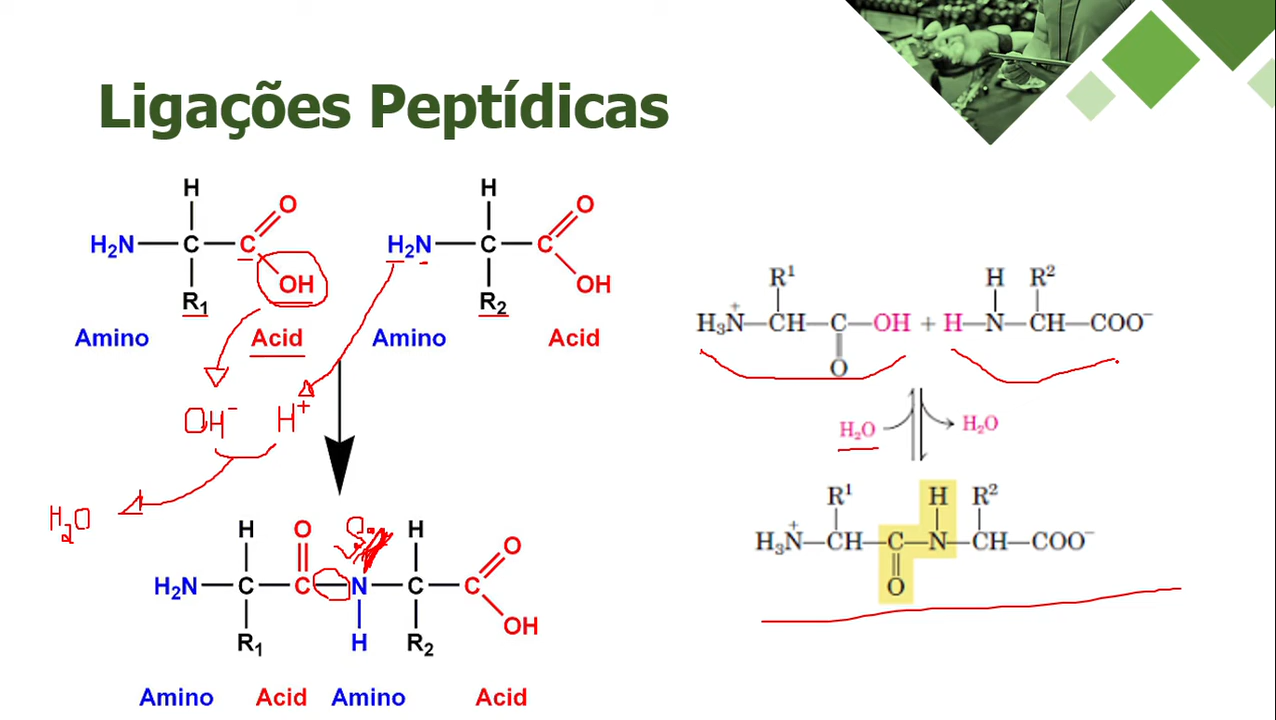 Ligações Peptídicas
H H
O O
H₂N—C—C H₂N—C—C
OH OH
R₁ R₂
Amino Acid Amino Acid
OH⁻ H⁺
H₂O
H O H O
H₂N—C—C—N—C—C
OH
R₁ H R₂
Amino Acid Amino Acid
R¹ H R²
H₃N⁺—CH—C—OH + H—N—CH—COO⁻
O
H₂O H₂O
R¹ H R²
H₃N⁺—CH—C—N—CH—COO⁻
O